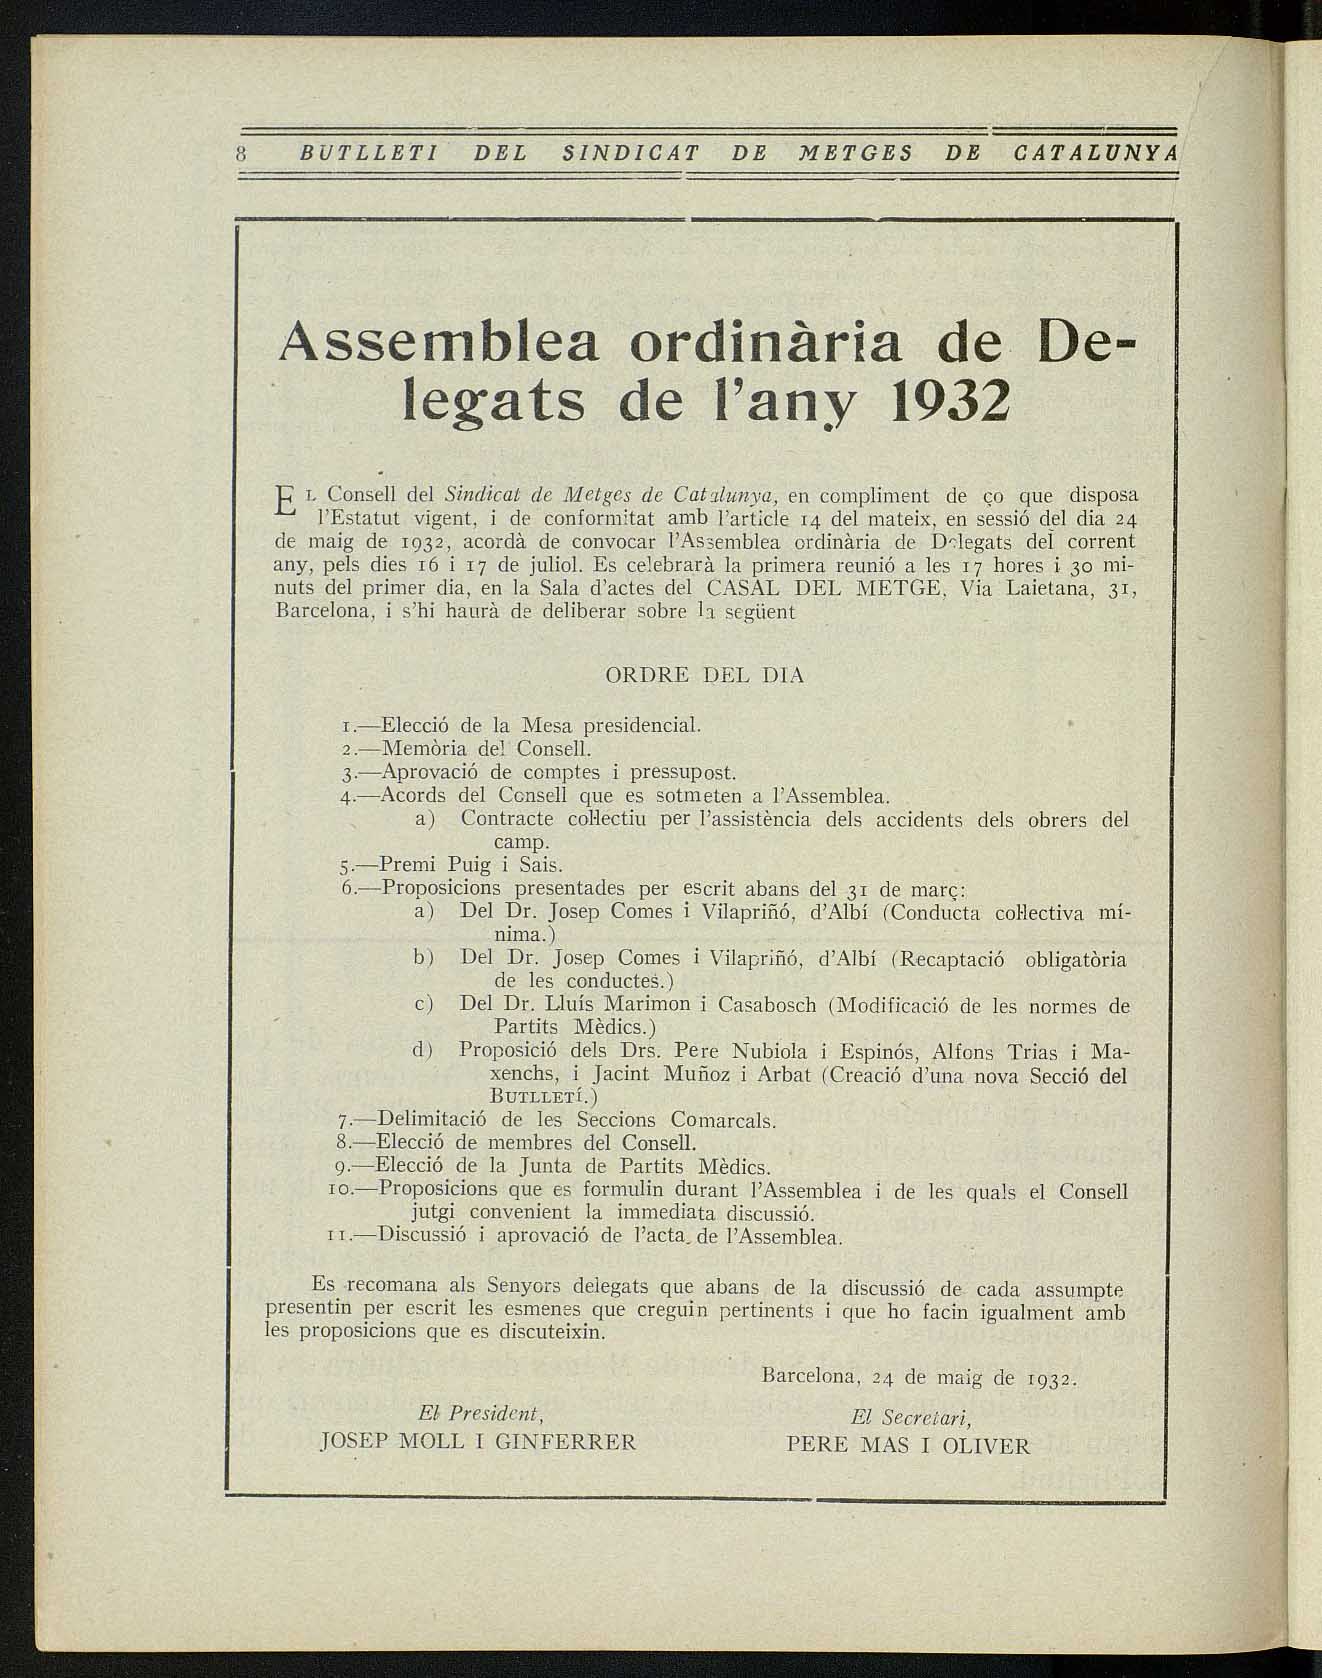 8 BUTLLETI DEL SINDICAT DE METGES DE CATALUNYA
Assemblea ordinària de De-
legats de l'any 1932
EL Consell del Sindicat de Metges de Catalunya, en compliment de ço que disposa
l'Estatut vigent, i de conformitat amb l'article 14 del mateix, en sessió del dia 24
de maig de 1932, acordà de convocar l'Assemblea ordinària de Delegats del corrent
any, pels dies 16 i 17 de juliol. Es celebrarà la primera reunió a les 17 hores i 30 mi-
nuts del primer dia, en la Sala d'actes del CASAL DEL METGE, Via Laietana, 31,
Barcelona, i s'hi haurà de deliberar sobre la següent
ORDRE DEL DIA
1.—Elecció de la Mesa presidencial.
2.—Memòria del Consell.
3.—Aprovació de comptes i pressupost.
4.—Acords del Consell que es sotmeten a l'Assemblea.
a) Contracte col·lectiu per l'assistència dels accidents dels obrers del
camp.
5.—Premi Puig i Sais.
6.—Proposicions presentades per escrit abans del 31 de març:
a) Del Dr. Josep Comes i Vilapriñó, d'Albí (Conducta col·lectiva mí-
nima.)
b) Del Dr. Josep Comes i Vilapriñó, d'Albí (Recaptació obligatòria
de les conductes.)
c) Del Dr. Lluís Marimon i Casabosch (Modificació de les normes de
Partits Mèdics.)
d) Proposició dels Drs. Pere Nubiola i Espinós, Alfons Trias i Ma-
xenchs, i Jacint Muñoz i Arbat (Creació d'una nova Secció del
BUTLLETÍ.)
7.—Delimitació de les Seccions Comarcals.
8.—Elecció de membres del Consell.
9.—Elecció de la Junta de Partits Mèdics.
10.—Proposicions que es formulin durant l'Assemblea i de les quals el Consell
jutgi convenient la immediata discussió.
11.—Discussió i aprovació de l'acta de l'Assemblea.
Es recomana als Senyors delegats que abans de la discussió de cada assumpte
presentin per escrit les esmenes que creguin pertinents i que ho facin igualment amb
les proposicions que es discuteixin.
Barcelona, 24 de maig de 1932.
El President,
JOSEP MOLL I GINFERRER
El Secretari,
PERE MAS I OLIVER